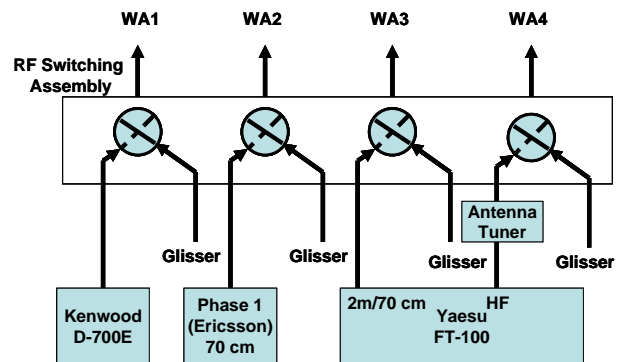 WA1 WA2 WA3 WA4
RF Switching
Assembly
Antenna
Tuner
Glisser Glisser Glisser Glisser
Kenwood
D-700E
Phase 1
(Ericsson)
70 cm
2m/70 cm HF
Yaesu
FT-100